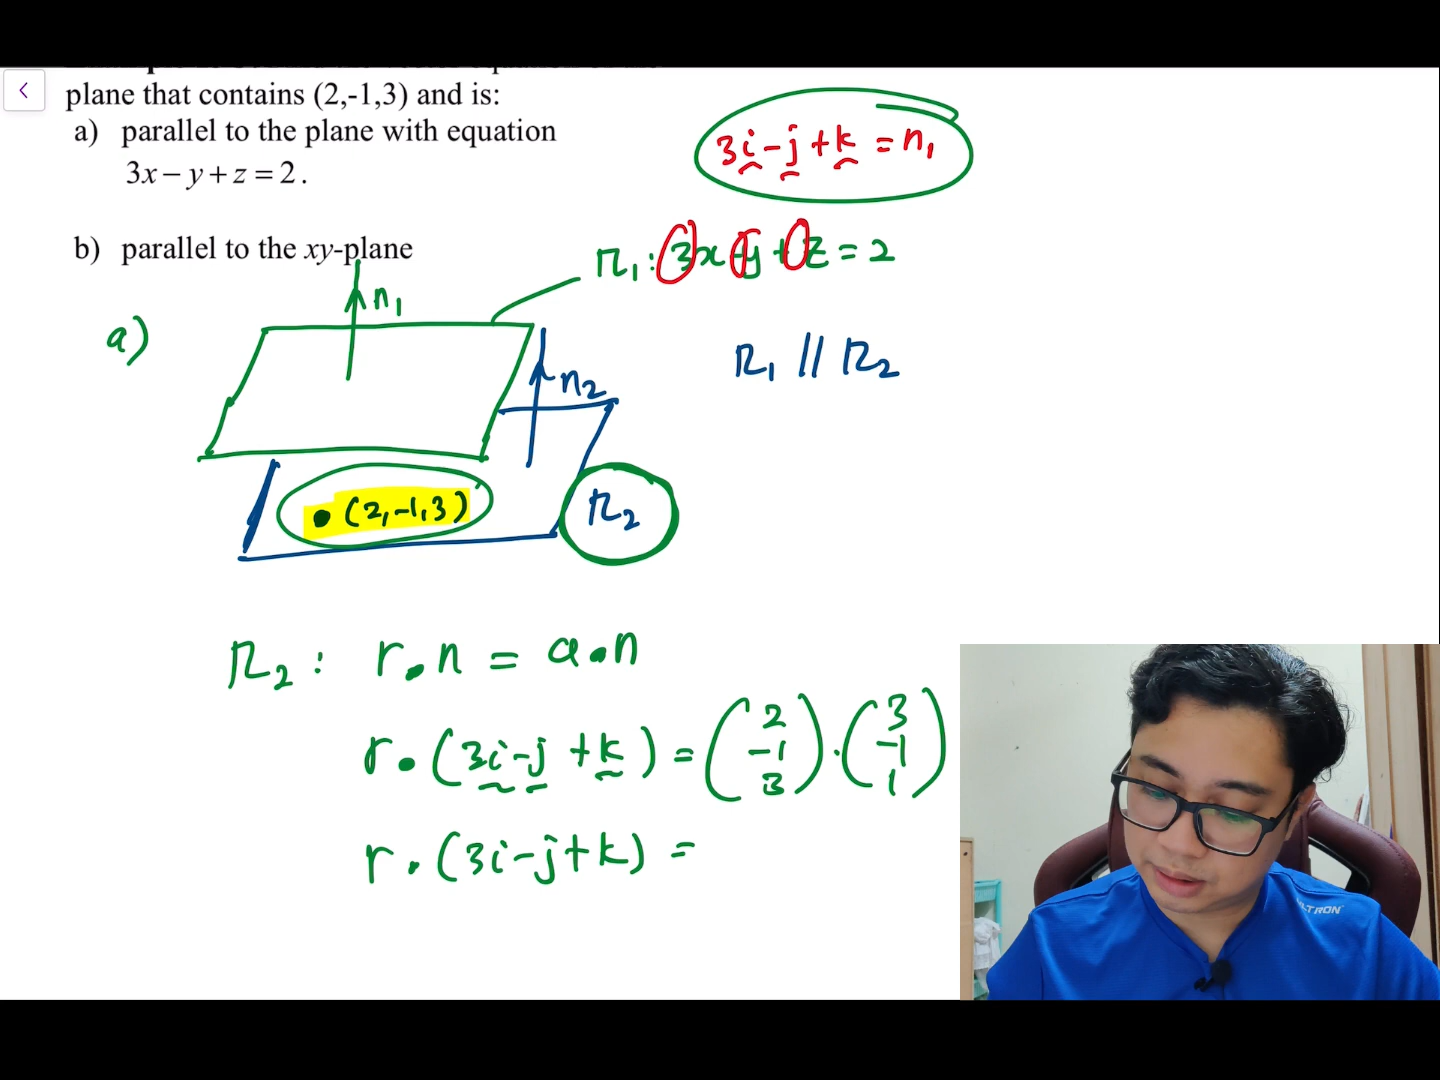 plane that contains (2,-1,3) and is:
a) parallel to the plane with equation
3x − y + z = 2 .
b) parallel to the xy-plane
3i - j + k = n₁
π₁: 3x - y + z = 2
a)
n₁
π₁ // π₂
n₂
• (2,-1,3)
π₂
π₂ : r • n = a • n
r • (3i - j + k) = (2 -1 3) · (3 -1 1)
r • (3i - j + k) =